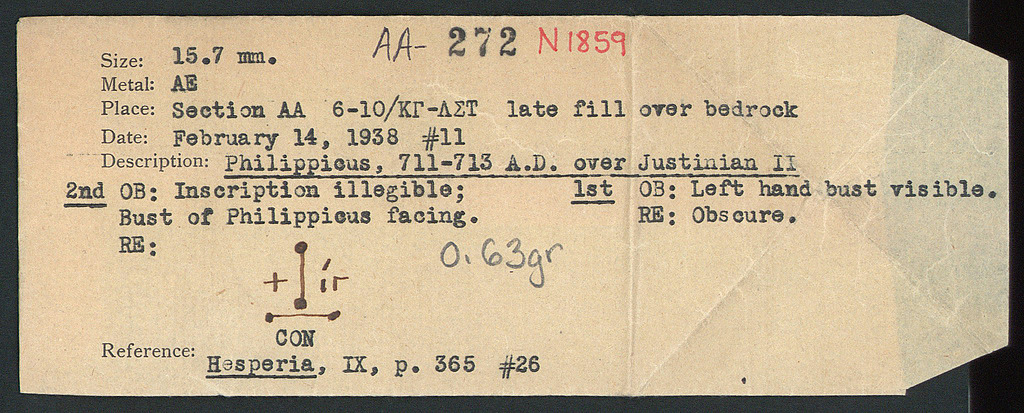 AA- 272 N1859
Size: 15.7 mm.
Metal: AE
Place: Section AA 6-10/ΚΓ-ΛΣΤ late fill over bedrock
Date: February 14, 1938 #11
Description: Philippicus, 711-713 A.D. over Justinian II
2nd OB: Inscription illegible; 1st OB: Left hand bust visible.
Bust of Philippicus facing. RE: Obscure.
RE:
0.63gr
+ I
CON
Reference:
Hesperia, IX, p. 365 #26